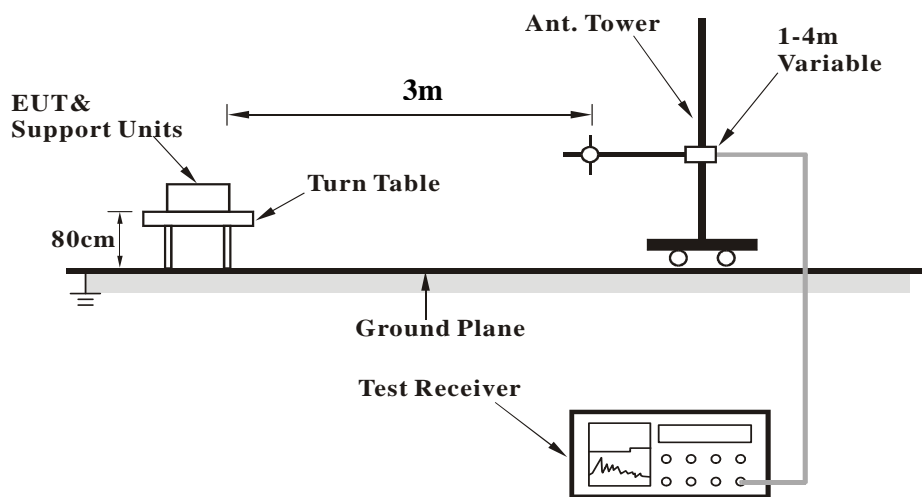 Ant. Tower
1-4m
Variable
3m
EUT&
Support Units
Turn Table
80cm
Ground Plane
Test Receiver